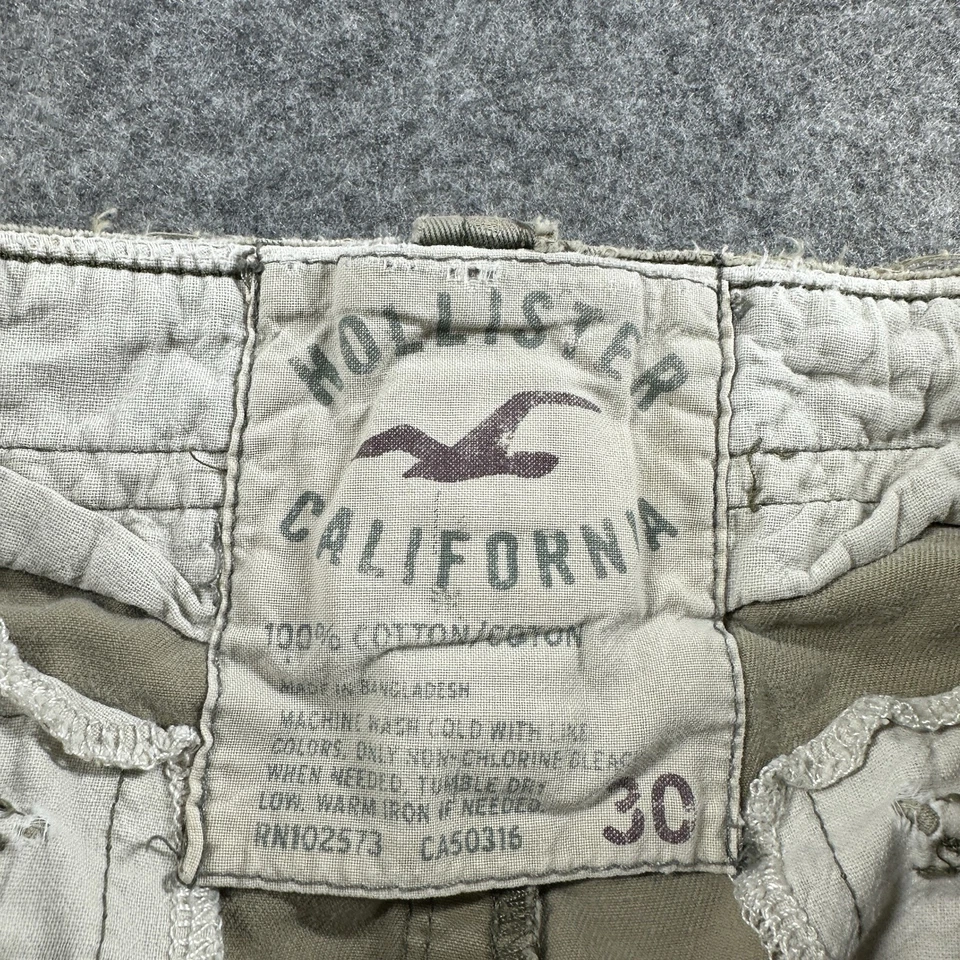 HOLLISTER
CALIFORNIA
100% COTTON/COTON
MADE IN BANGLADESH
MACHINE WASH COLD WITH LIKE
COLORS. ONLY NON-CHLORINE BLEACH
WHEN NEEDED. TUMBLE DRY
LOW. WARM IRON IF NEEDED.
RN102573 CA50316
30